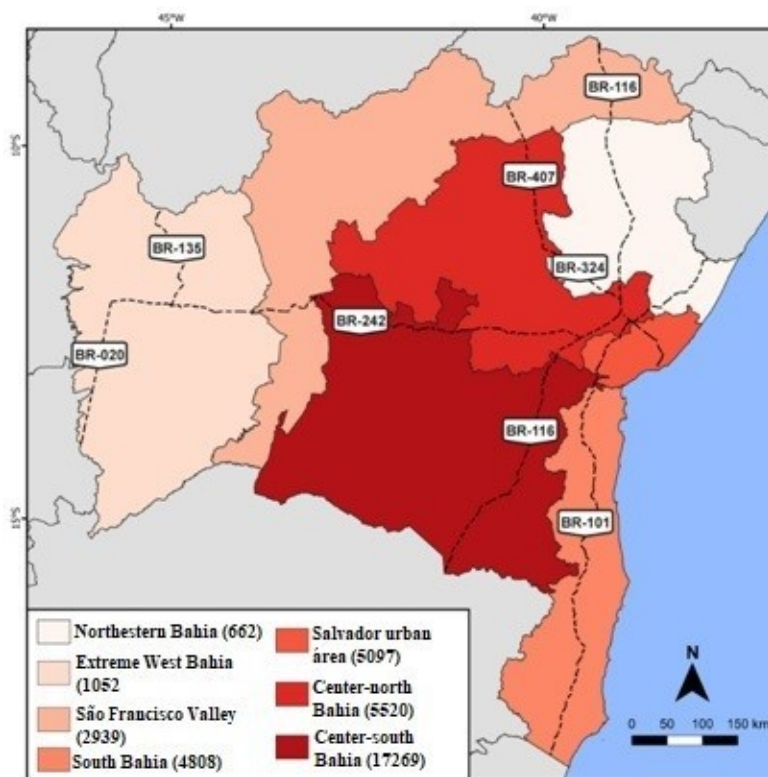 45°W
40°W
BR-116
10°S
BR-407
BR-135
BR-324
BR-242
BR-020
BR-116
15°S
BR-101
Northestern Bahia (662)
Extreme West Bahia
(1052
São Francisco Valley
(2939)
South Bahia (4808)
Salvador urban
área (5097)
Center-north
Bahia (5520)
Center-south
Bahia (17269)
N
0 50 100 150 km